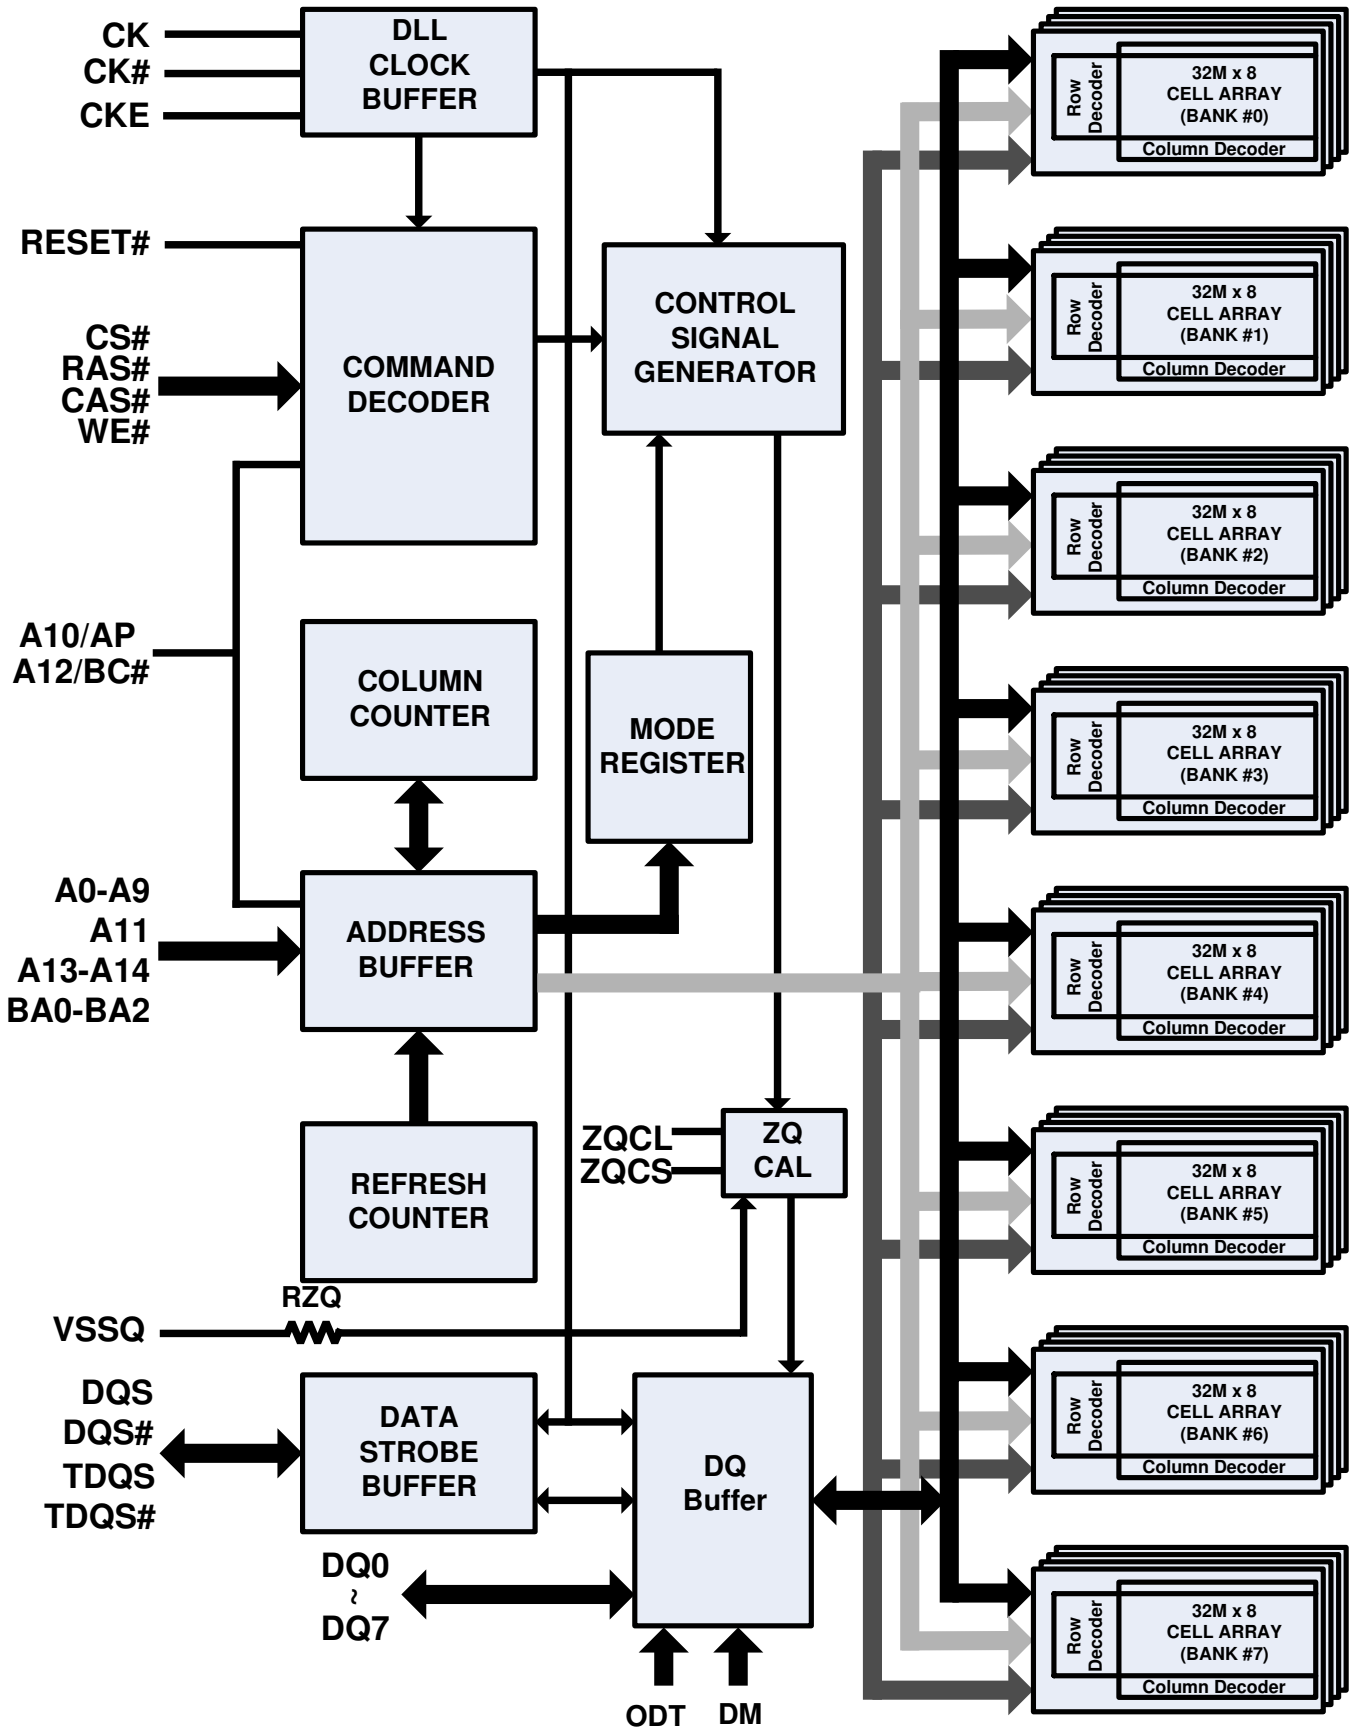 CK
CK#
CKE
DLL
CLOCK
BUFFER
RESET#
CS#
RAS#
CAS#
WE#
COMMAND
DECODER
CONTROL
SIGNAL
GENERATOR
A10/AP
A12/BC#
COLUMN
COUNTER
MODE
REGISTER
A0-A9
A11
A13-A14
BA0-BA2
ADDRESS
BUFFER
REFRESH
COUNTER
ZQCL
ZQCS
ZQ
CAL
RZQ
VSSQ
DQS
DQS#
TDQS
TDQS#
DATA
STROBE
BUFFER
DQ
Buffer
DQ0
~
DQ7
ODT
DM
Row
Decoder
32M x 8
CELL ARRAY
(BANK #0)
Column Decoder
Row
Decoder
32M x 8
CELL ARRAY
(BANK #1)
Column Decoder
Row
Decoder
32M x 8
CELL ARRAY
(BANK #2)
Column Decoder
Row
Decoder
32M x 8
CELL ARRAY
(BANK #3)
Column Decoder
Row
Decoder
32M x 8
CELL ARRAY
(BANK #4)
Column Decoder
Row
Decoder
32M x 8
CELL ARRAY
(BANK #5)
Column Decoder
Row
Decoder
32M x 8
CELL ARRAY
(BANK #6)
Column Decoder
Row
Decoder
32M x 8
CELL ARRAY
(BANK #7)
Column Decoder